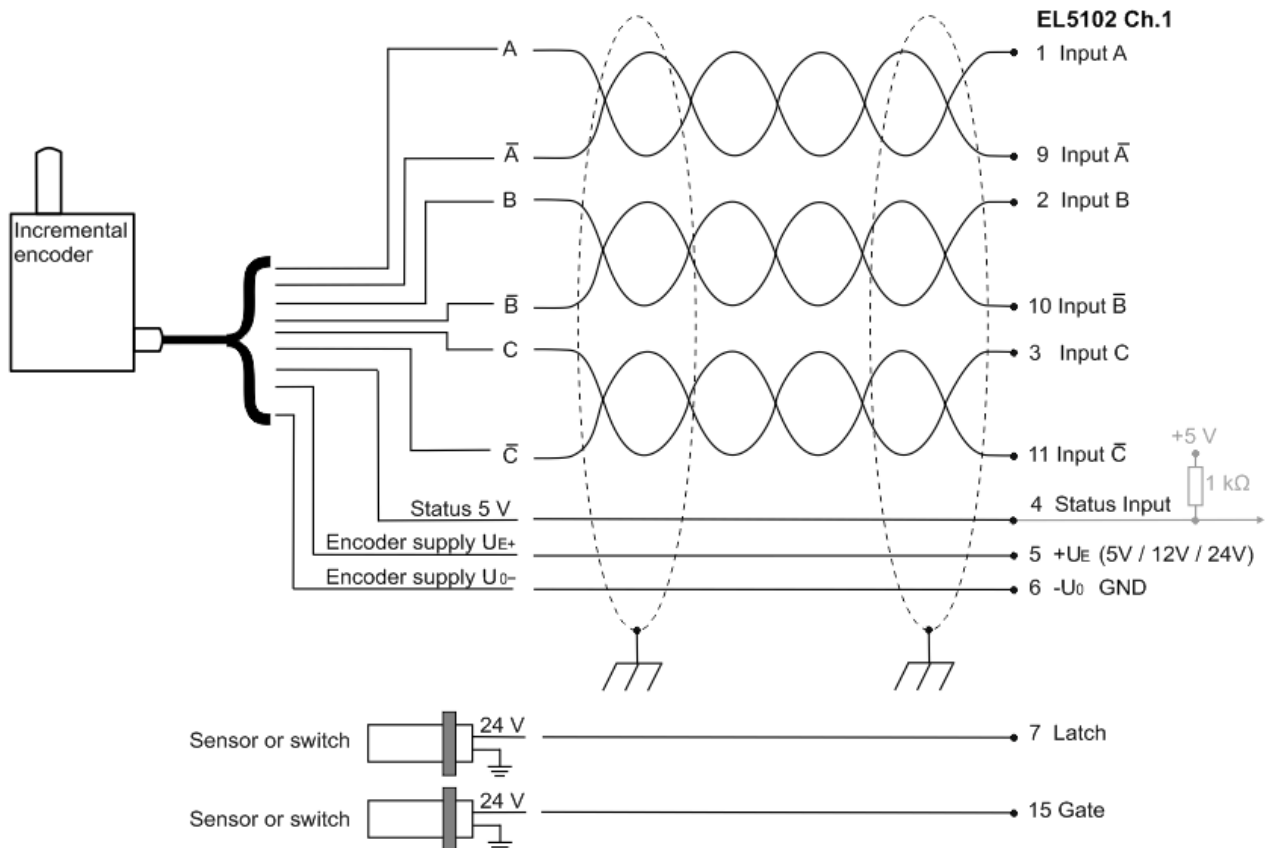 EL5102 Ch.1
A
1 Input A
A̅
9 Input A̅
B
2 Input B
Incremental
encoder
B̅
10 Input B̅
C
3 Input C
C̅
11 Input C̅
+5 V
1 kΩ
Status 5 V
4 Status Input
Encoder supply UE+
5 +UE (5V / 12V / 24V)
Encoder supply U0–
6 -U0 GND
Sensor or switch
24 V
7 Latch
Sensor or switch
24 V
15 Gate